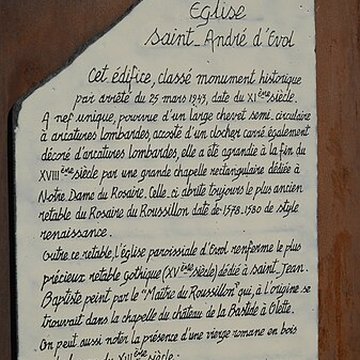 Eglise
Saint André d'Evol
Cet édifice, classé monument historique
par arrêté du 25 mars 1943, date du XIème siècle.
A nef unique, pourvue d'un large chevet semi-circulaire
à arcatures lombardes, accosté d'un clocher carré également
décoré d'arcatures lombardes, elle a été agrandie à la fin du
XVIIIème siècle par une grande chapelle rectangulaire dédiée à
Notre Dame du Rosaire. Celle-ci abrite toujours le plus ancien
retable du Rosaire du Roussillon daté de 1578-1580 de style
renaissance.
Outre ce retable, l'église paroissiale d'Evol renferme le plus
précieux retable gothique (XVème siècle) dédié à saint Jean-
Baptiste peint par le "Maître du Roussillon" qui, à l'origine se
trouvait dans la chapelle du château de la Bastide à Olette.
On peut aussi noter la présence d'une vierge romane en bois
du XIIIème siècle.